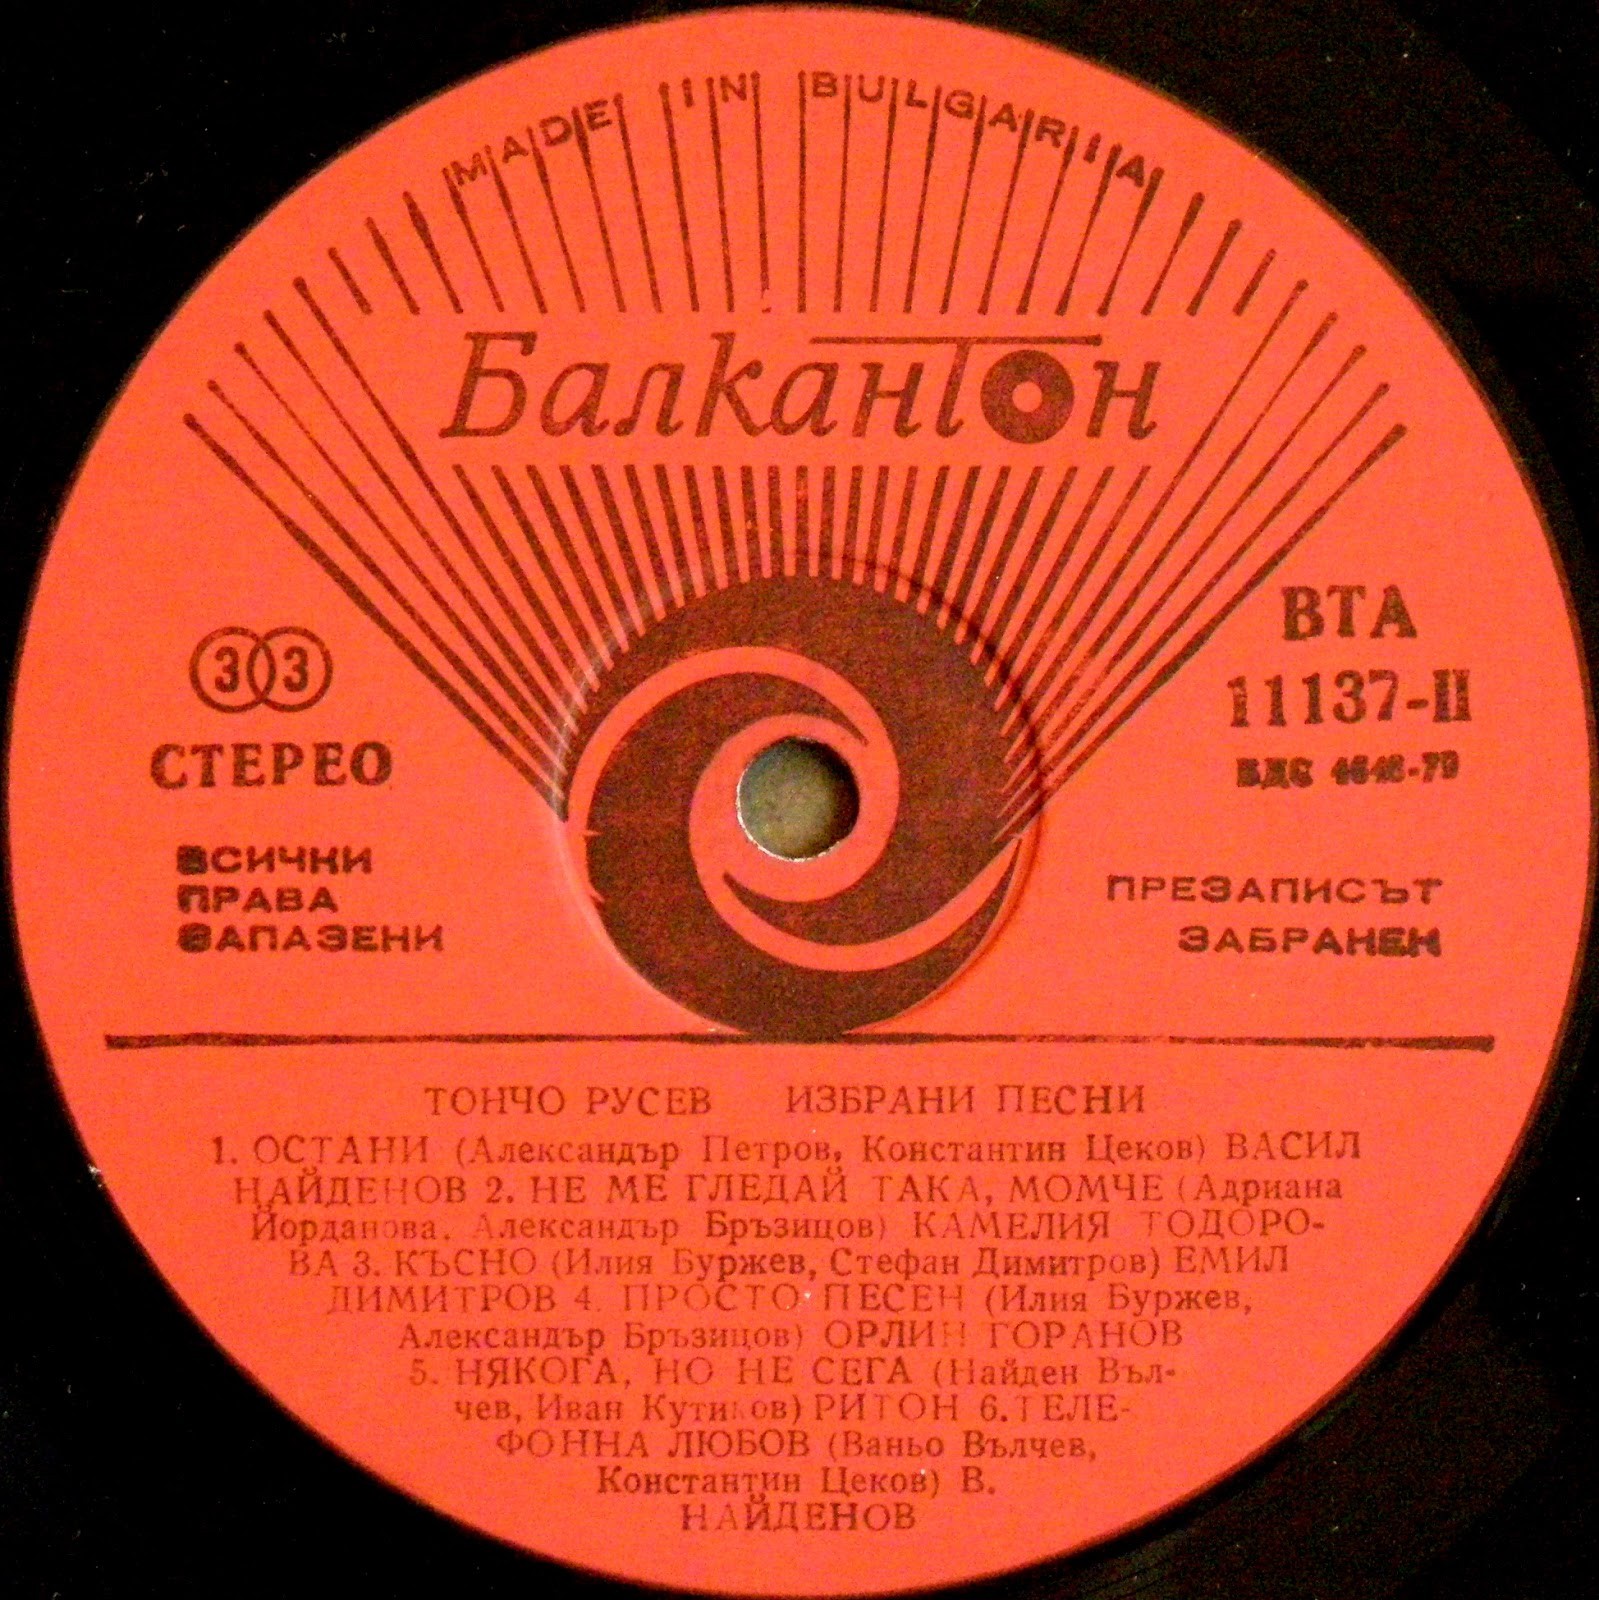 MADE IN BULGARIA
Балкантон
33
СТЕРЕО
ВТА
11137-II
БДС 4646-79
ВСИЧКИ
ПРАВА
ЗАПАЗЕНИ
ПРЕЗАПИСЪТ
ЗАБРАНЕН
ТОНЧО РУСЕВ ИЗБРАНИ ПЕСНИ
1. ОСТАНИ (Александър Петров, Константин Цеков) ВАСИЛ
НАЙДЕНОВ 2. НЕ МЕ ГЛЕДАЙ ТАКА, МОМЧЕ (Адриана
Йорданова. Александър Бръзицов) КАМЕЛИЯ ТОДОРО-
ВА 3. КЪСНО (Илия Буржев, Стефан Димитров) ЕМИЛ
ДИМИТРОВ 4. ПРОСТО ПЕСЕН (Илия Буржев,
Александър Бръзицов) ОРЛИН ГОРАНОВ
5. НЯКОГА, НО НЕ СЕГА (Найден Въл-
чев, Иван Кутиков) РИТОН 6. ТЕЛЕ-
ФОННА ЛЮБОВ (Ваньо Вълчев,
Константин Цеков) В.
НАЙДЕНОВ